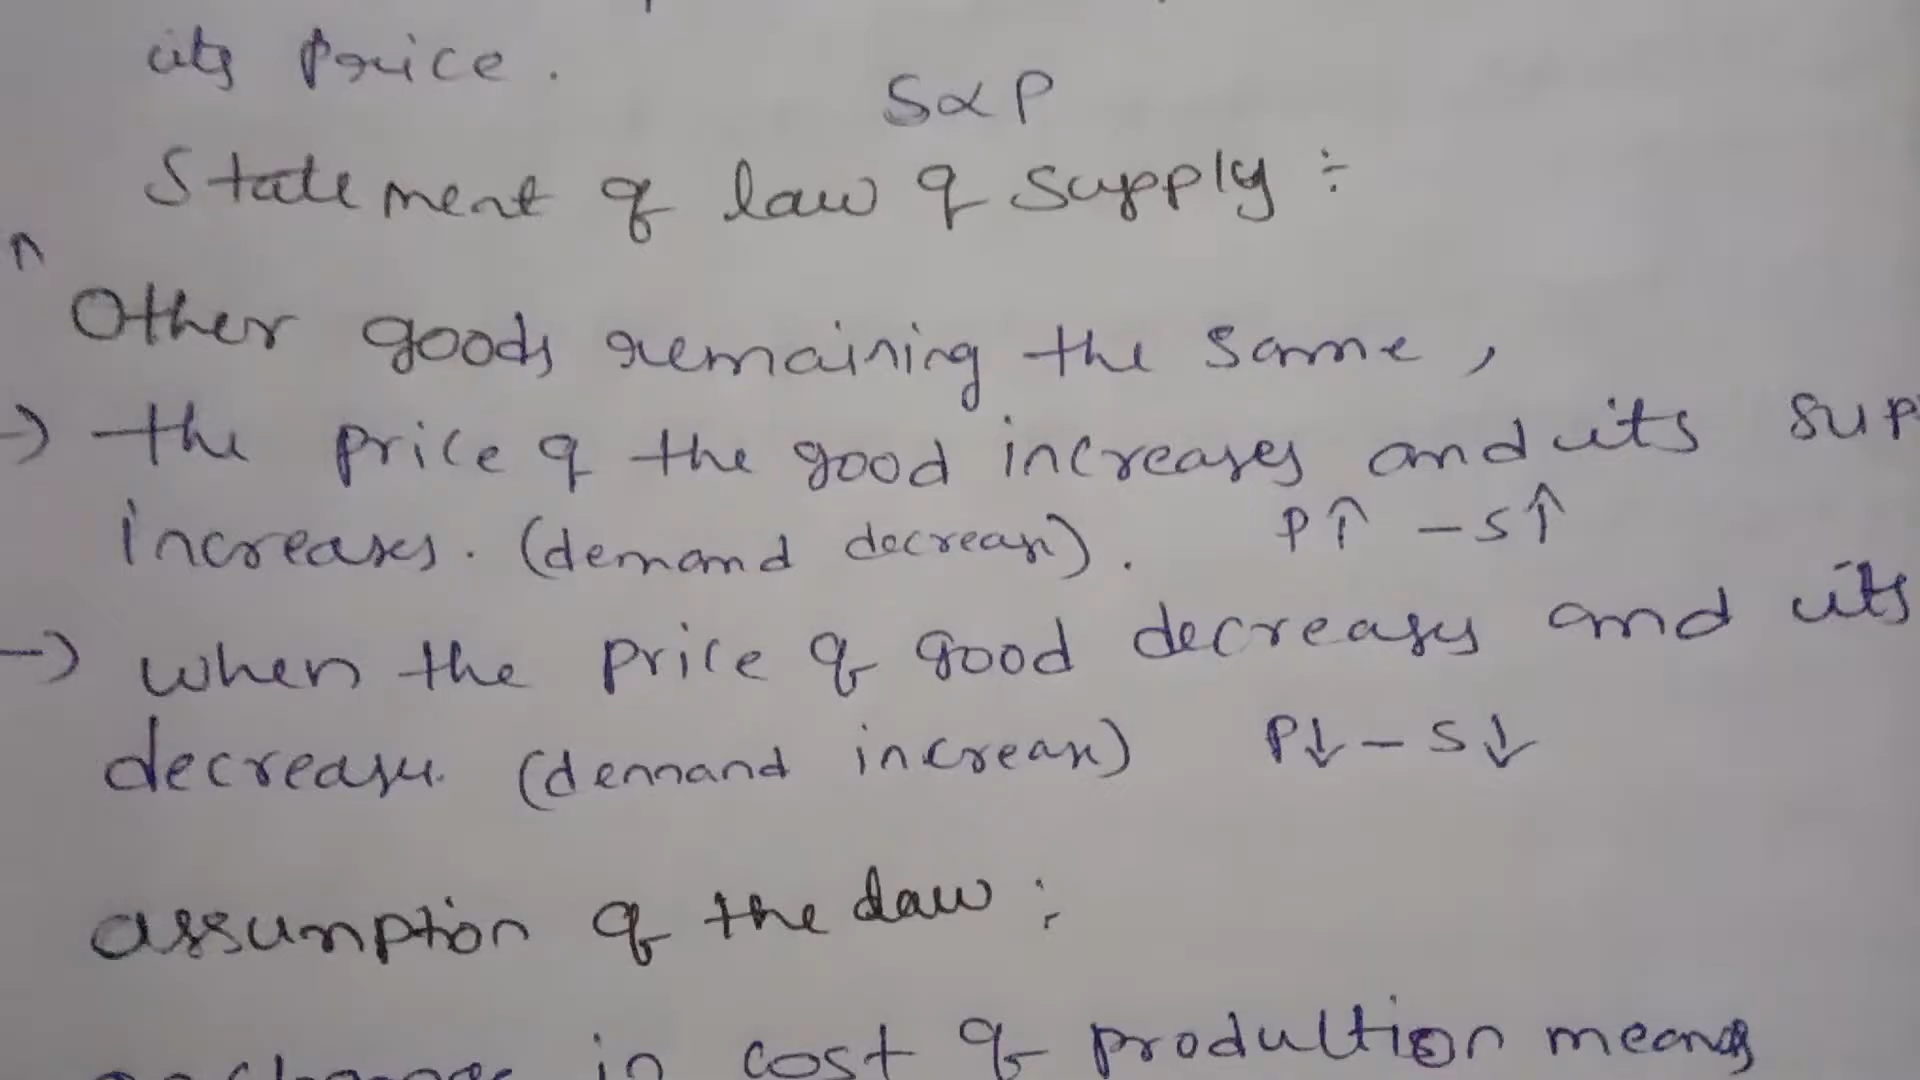 its price.
S∝P
Statement of law of supply :-
Other goods remaining the same,
→ the price of the good increases and its sup
increases. (demand decrease). P↑ - S↑
→ when the price of good decreases and its
decrease. (demand increase) P↓ - S↓
assumption of the law :
in cost of production means